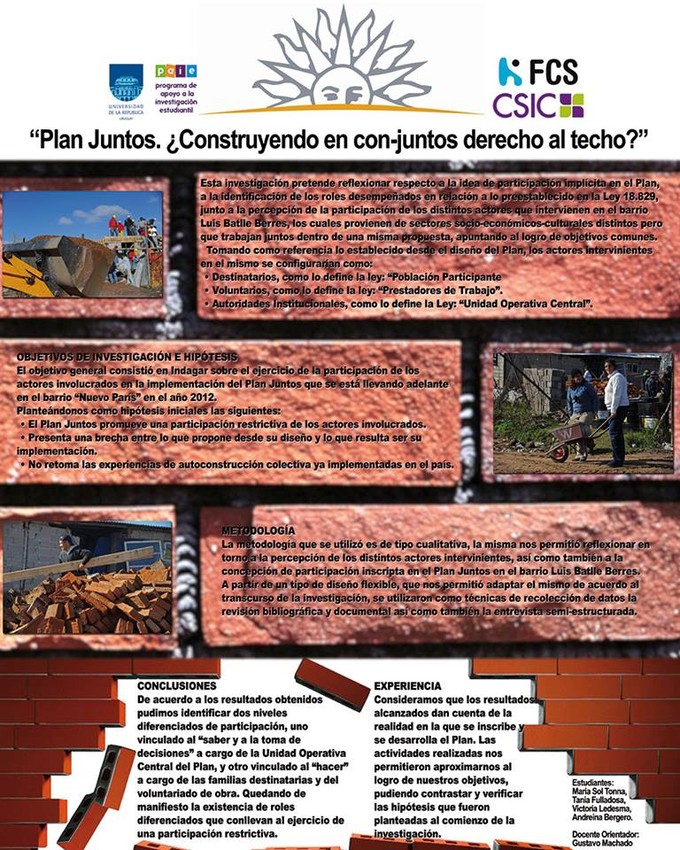 UNIVERSIDAD
DE LA REPÚBLICA
URUGUAY
paie
programa de
apoyo a la
investigación
estudiantil
FCS
CSIC
“Plan Juntos. ¿Construyendo en con-juntos derecho al techo?”
Esta investigación pretende reflexionar respecto a la idea de participación implícita en el Plan,
a la identificación de los roles desempeñados en relación a lo preestablecido en la Ley 18.829,
junto a la percepción de la participación de los distintos actores que intervienen en el barrio
Luis Batlle Berres, los cuales provienen de sectores socio-económicos-culturales distintos pero
que trabajan juntos dentro de una misma propuesta, apuntando al logro de objetivos comunes.
Tomando como referencia lo establecido desde el diseño del Plan, los actores intervinientes
en el mismo se configurarían como:
• Destinatarios, como lo define la ley: “Población Participante
• Voluntarios, como lo define la ley: “Prestadores de Trabajo”.
• Autoridades Institucionales, como lo define la Ley: “Unidad Operativa Central”.
OBJETIVOS DE INVESTIGACIÓN E HIPÓTESIS
El objetivo general consistió en Indagar sobre el ejercicio de la participación de los
actores involucrados en la implementación del Plan Juntos que se está llevando adelante
en el barrio “Nuevo París” en el año 2012.
Planteándonos como hipótesis iniciales las siguientes:
• El Plan Juntos promueve una participación restrictiva de los actores involucrados.
• Presenta una brecha entre lo que propone desde su diseño y lo que resulta ser su
implementación.
• No retoma las experiencias de autoconstrucción colectiva ya implementadas en el país.
METODOLOGÍA
La metodología que se utilizó es de tipo cualitativa, la misma nos permitió reflexionar en
torno a la percepción de los distintos actores intervinientes, así como también a la
concepción de participación inscripta en el Plan Juntos en el barrio Luis Batlle Berres.
A partir de un tipo de diseño flexible, que nos permitió adaptar el mismo de acuerdo al
transcurso de la investigación, se utilizaron como técnicas de recolección de datos la
revisión bibliográfica y documental así como también la entrevista semi-estructurada.
CONCLUSIONES
De acuerdo a los resultados obtenidos
pudimos identificar dos niveles
diferenciados de participación, uno
vinculado al “saber y a la toma de
decisiones” a cargo de la Unidad Operativa
Central del Plan, y otro vinculado al “hacer”
a cargo de las familias destinatarias y del
voluntariado de obra. Quedando de
manifiesto la existencia de roles
diferenciados que conllevan al ejercicio de
una participación restrictiva.
EXPERIENCIA
Consideramos que los resultados
alcanzados dan cuenta de la
realidad en la que se inscribe y
se desarrolla el Plan. Las
actividades realizadas nos
permitieron aproximarnos al
logro de nuestros objetivos,
pudiendo contrastar y verificar
las hipótesis que fueron
planteadas al comienzo de la
investigación.
Estudiantes:
María Sol Tonna,
Tania Fulladosa,
Victoria Ledesma,
Andreina Bergero.
Docente Orientador:
Gustavo Machado